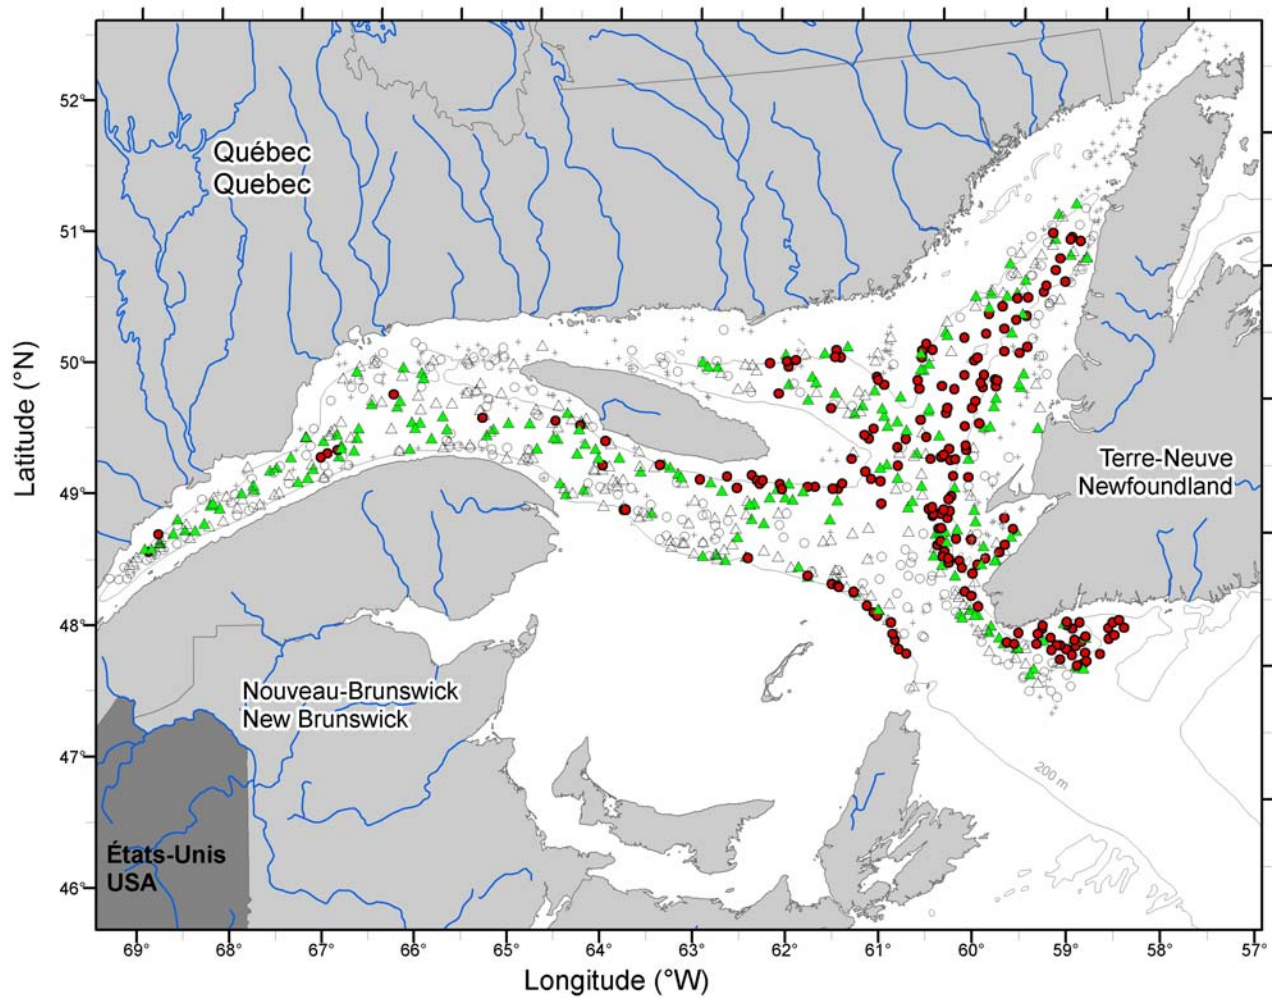 52°
51°
50°
49°
48°
47°
46°
Latitude (°N)
Québec
Quebec
Terre-Neuve
Newfoundland
Nouveau-Brunswick
New Brunswick
États-Unis
USA
200 m
69°
68°
67°
66°
65°
64°
63°
62°
61°
60°
59°
58°
57°
Longitude (°W)